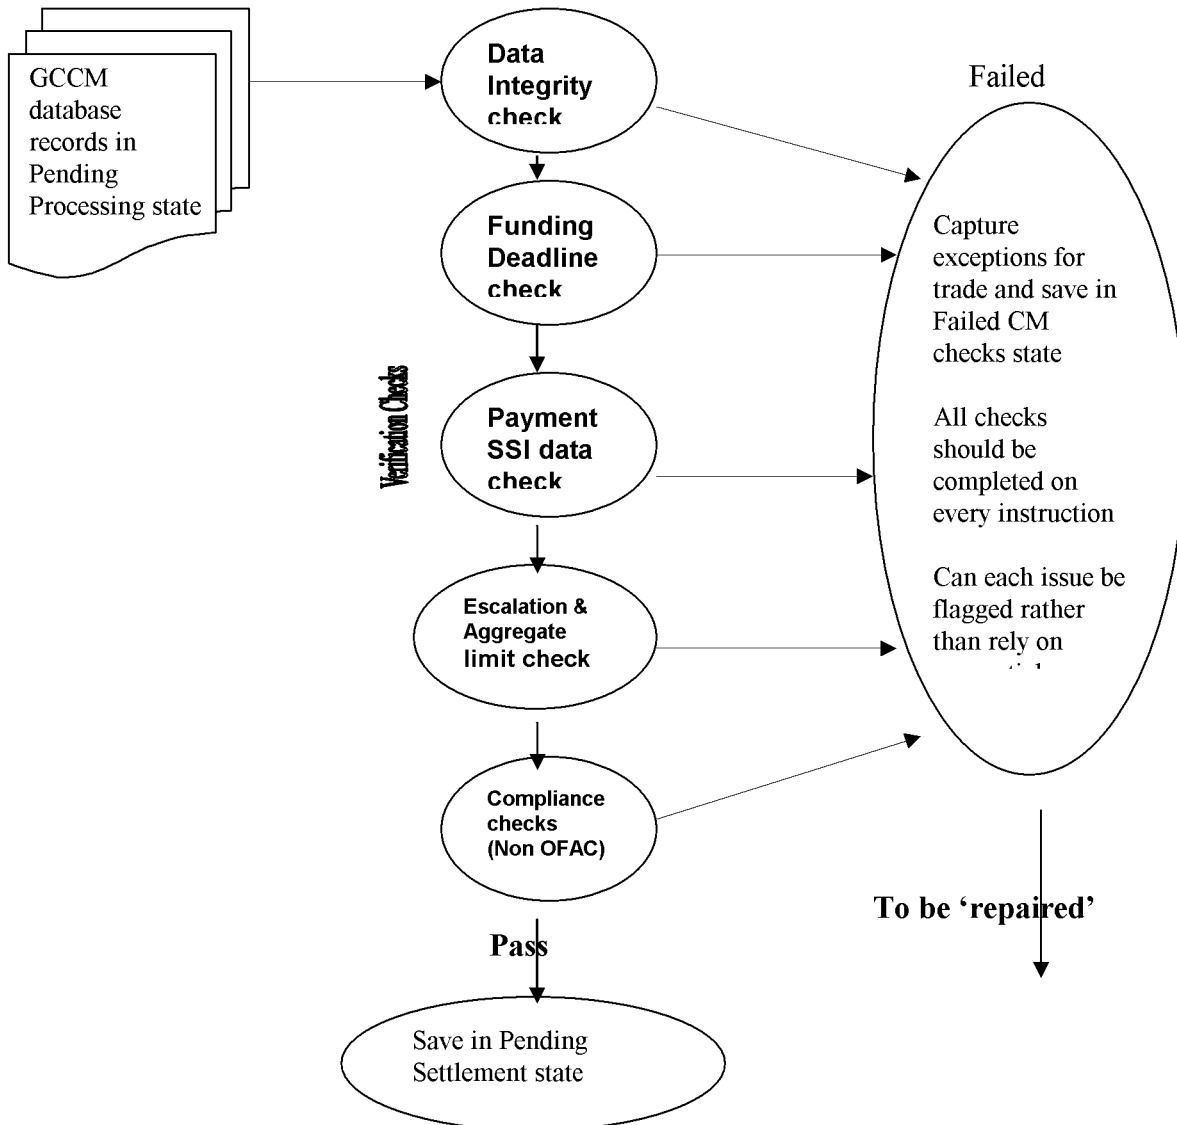 GCCM
database
records in
Pending
Processing state
Data
Integrity
check
Failed
Funding
Deadline
check
Capture
exceptions for
trade and save in
Failed CM
checks state
All checks
should be
completed on
every instruction
Can each issue be
flagged rather
than rely on
Verification Checks
Payment
SSI data
check
Escalation &
Aggregate
limit check
Compliance
checks
(Non OFAC)
To be ‘repaired’
Pass
Save in Pending
Settlement state